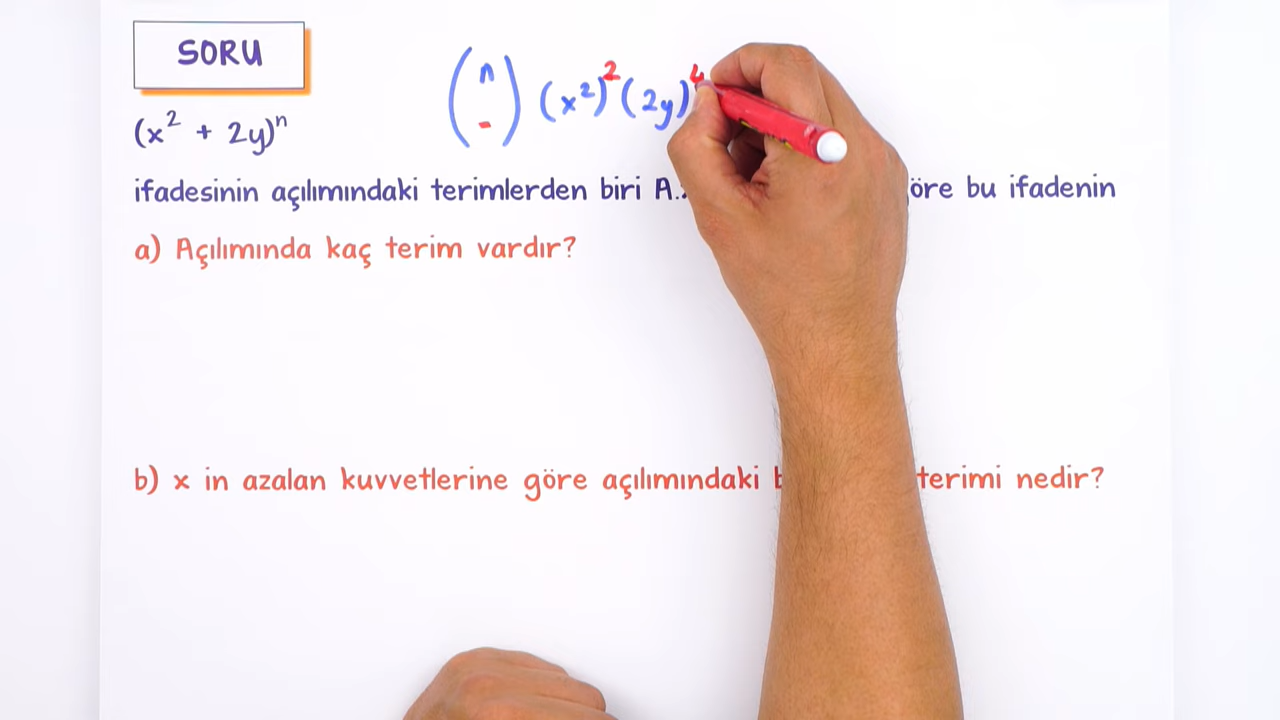 SORU
(n -) (x²)² (2y)⁴
(x² + 2y)ⁿ
ifadesinin açılımındaki terimlerden biri A. öre bu ifadenin
a) Açılımında kaç terim vardır?
b) x in azalan kuvvetlerine göre açılımındaki terimi nedir?